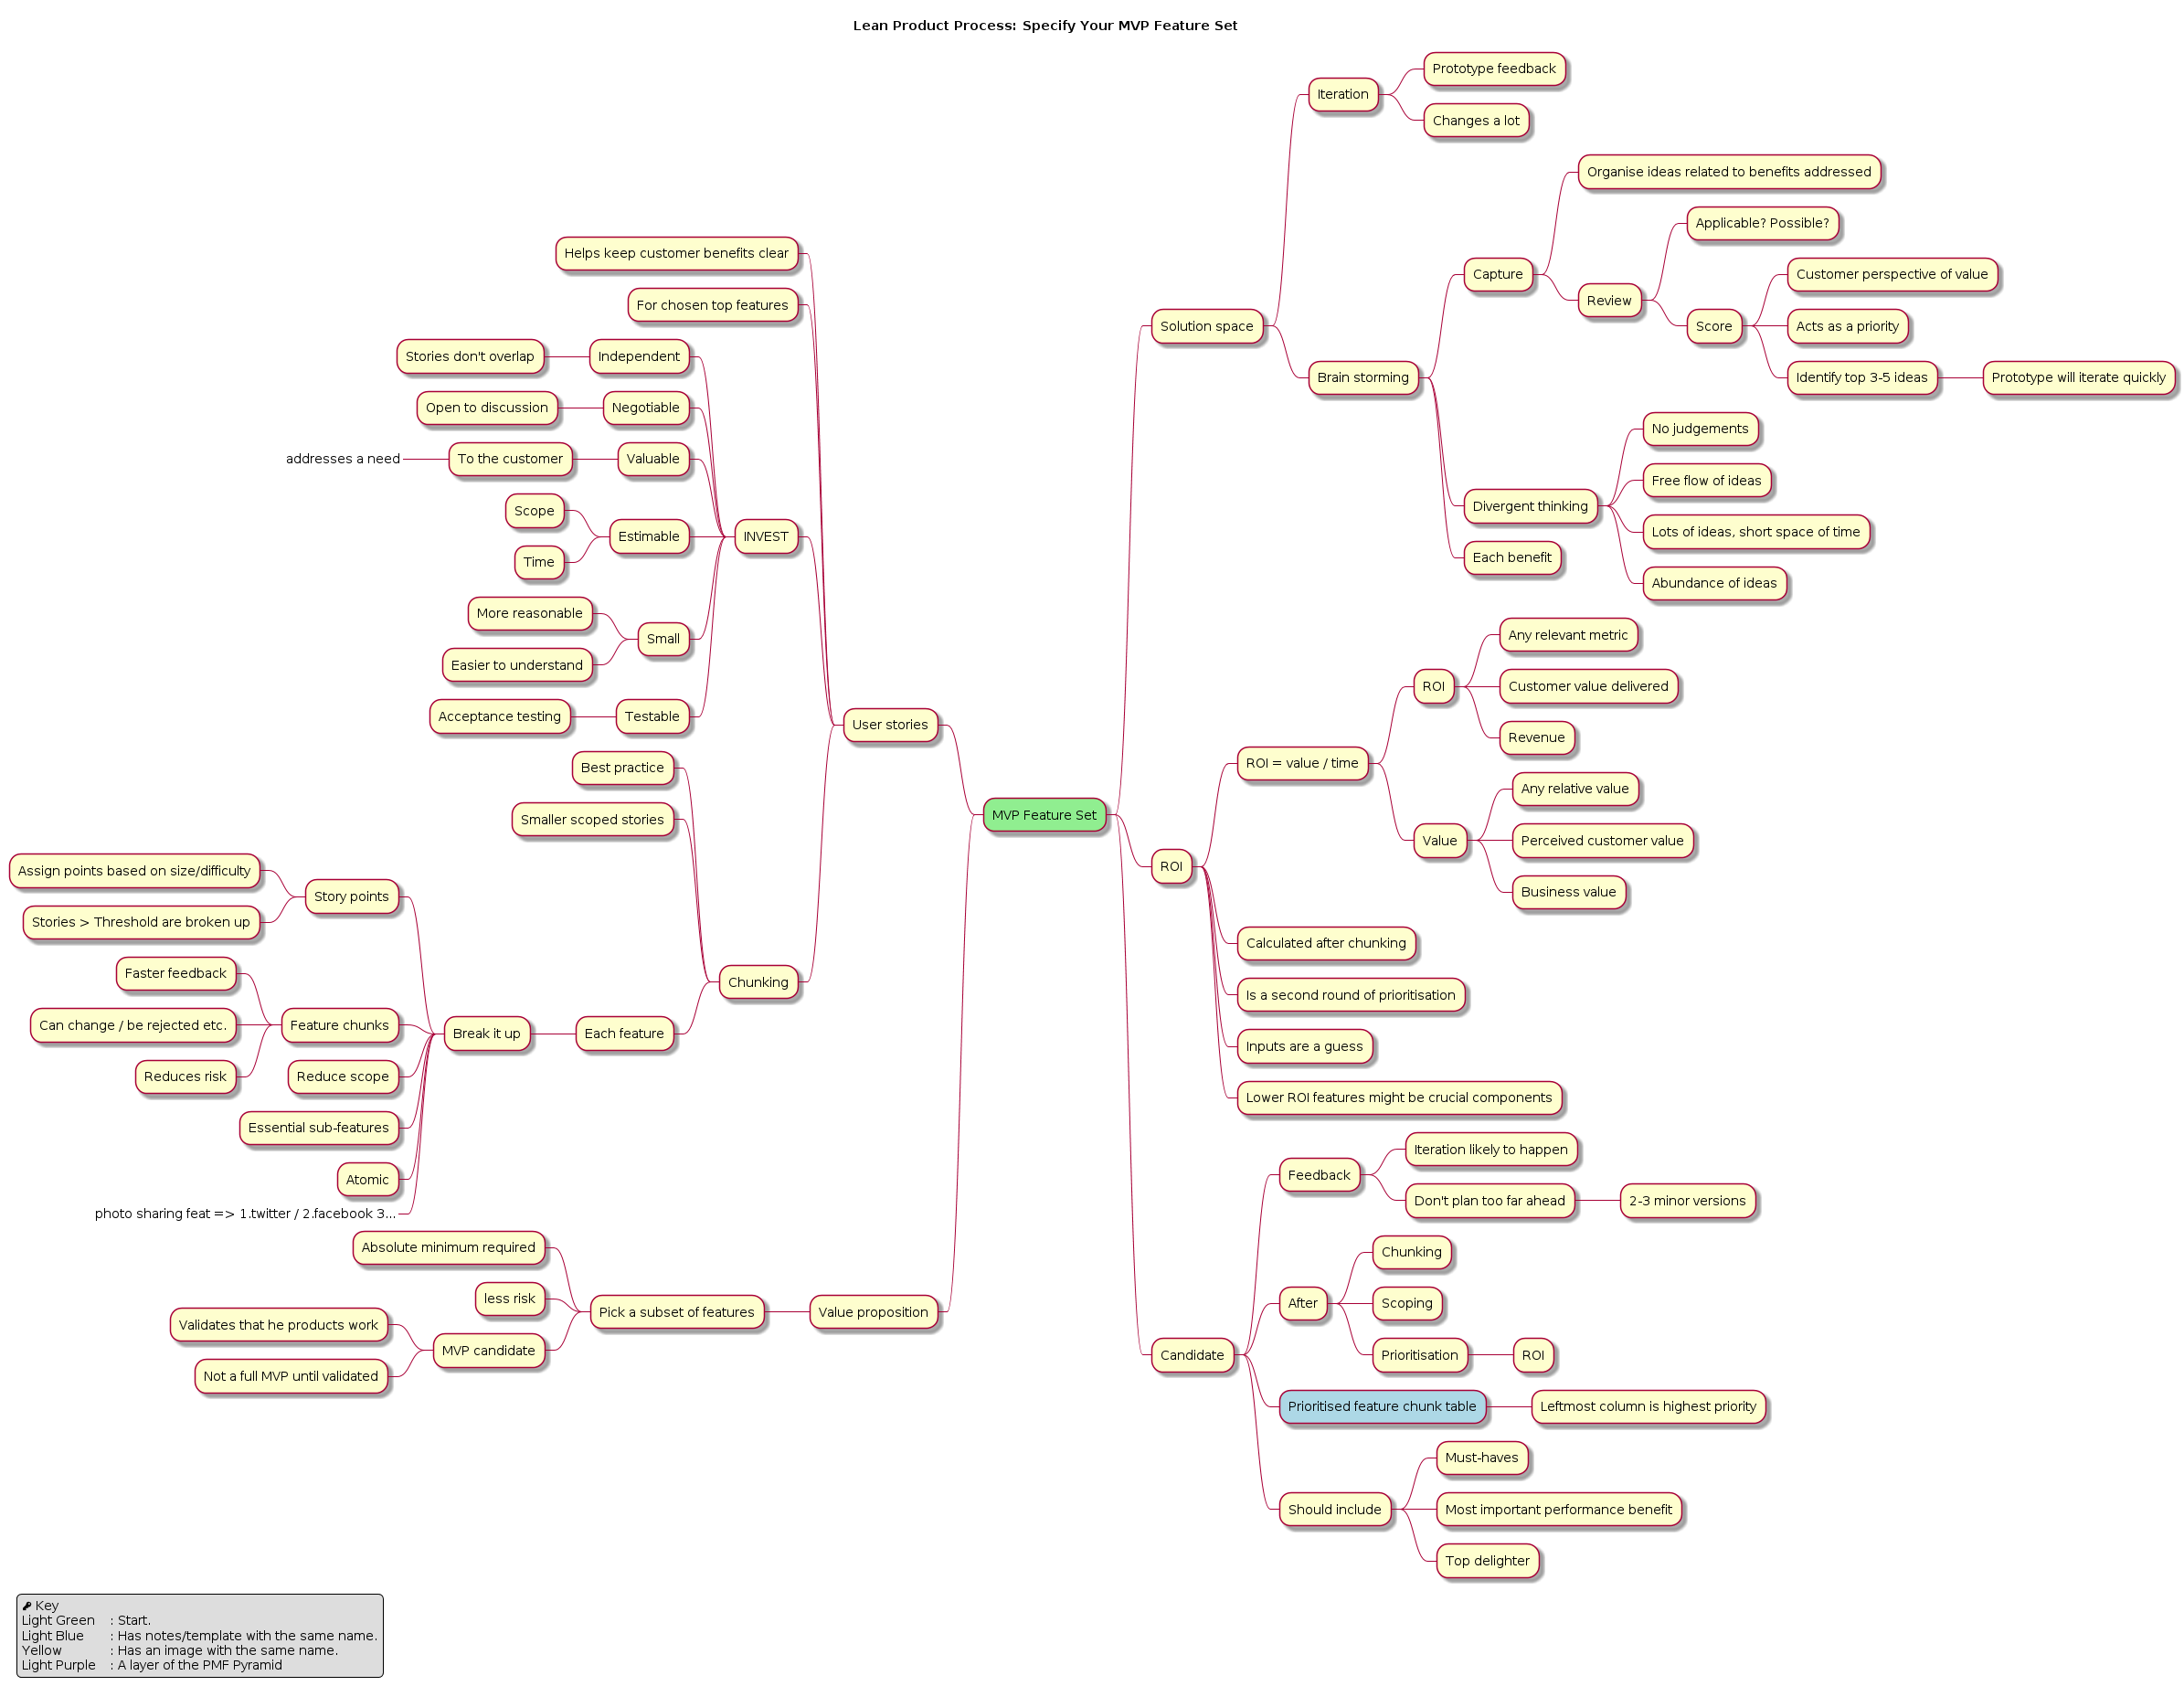 Lean Product Process: Specify Your MVP Feature Set
MVP Feature Set
Solution space
Iteration
Prototype feedback
Changes a lot
Brain storming
Capture
Organise ideas related to benefits addressed
Review
Applicable? Possible?
Score
Customer perspective of value
Acts as a priority
Identify top 3-5 ideas
Prototype will iterate quickly
Divergent thinking
No judgements
Free flow of ideas
Lots of ideas, short space of time
Abundance of ideas
Each benefit
ROI
ROI = value / time
ROI
Any relevant metric
Customer value delivered
Revenue
Value
Any relative value
Perceived customer value
Business value
Calculated after chunking
Is a second round of prioritisation
Inputs are a guess
Lower ROI features might be crucial components
Candidate
Feedback
Iteration likely to happen
Don't plan too far ahead
2-3 minor versions
After
Chunking
Scoping
Prioritisation
ROI
Prioritised feature chunk table
Leftmost column is highest priority
Should include
Must-haves
Most important performance benefit
Top delighter
User stories
Helps keep customer benefits clear
For chosen top features
INVEST
Independent
Stories don't overlap
Negotiable
Open to discussion
Valuable
To the customer
addresses a need
Estimable
Scope
Time
Small
More reasonable
Easier to understand
Testable
Acceptance testing
Chunking
Best practice
Smaller scoped stories
Each feature
Break it up
Story points
Assign points based on size/difficulty
Stories > Threshold are broken up
Feature chunks
Faster feedback
Can change / be rejected etc.
Reduces risk
Reduce scope
Essential sub-features
Atomic
photo sharing feat => 1.twitter / 2.facebook 3...
Value proposition
Pick a subset of features
Absolute minimum required
less risk
MVP candidate
Validates that he products work
Not a full MVP until validated
Key
Light Green : Start.
Light Blue : Has notes/template with the same name.
Yellow : Has an image with the same name.
Light Purple : A layer of the PMF Pyramid